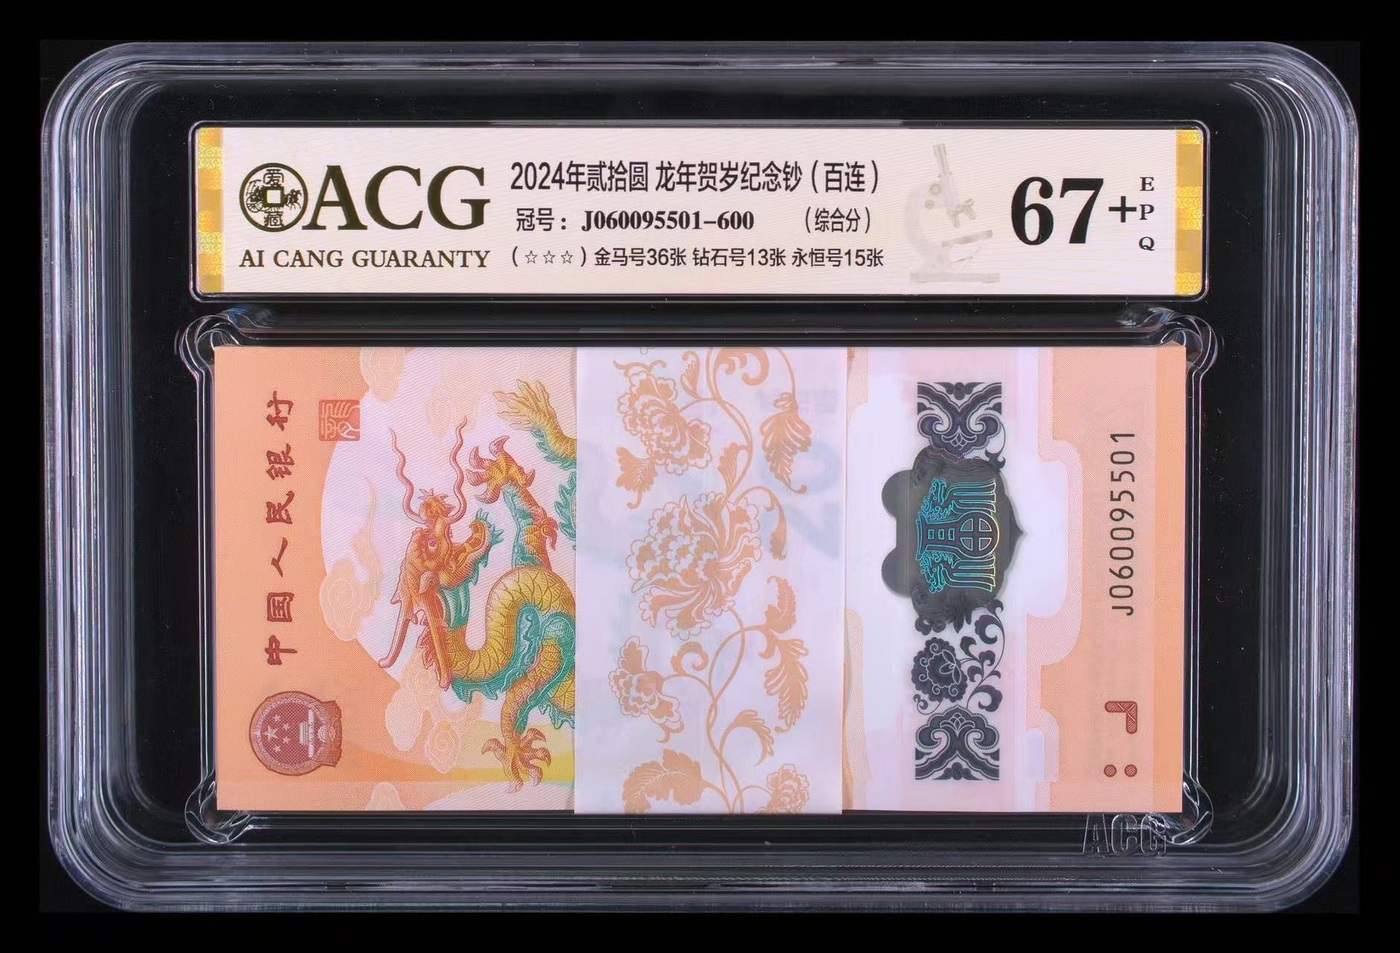 ACG
AI CANG GUARANTY
2024年贰拾圆 龙年贺岁纪念钞（百连）
冠号：J060095501-600 （综合分）
（☆☆☆）金马号36张 钻石号13张 永恒号15张
67+
EPQ
中国人民银行
J060095501
ACG